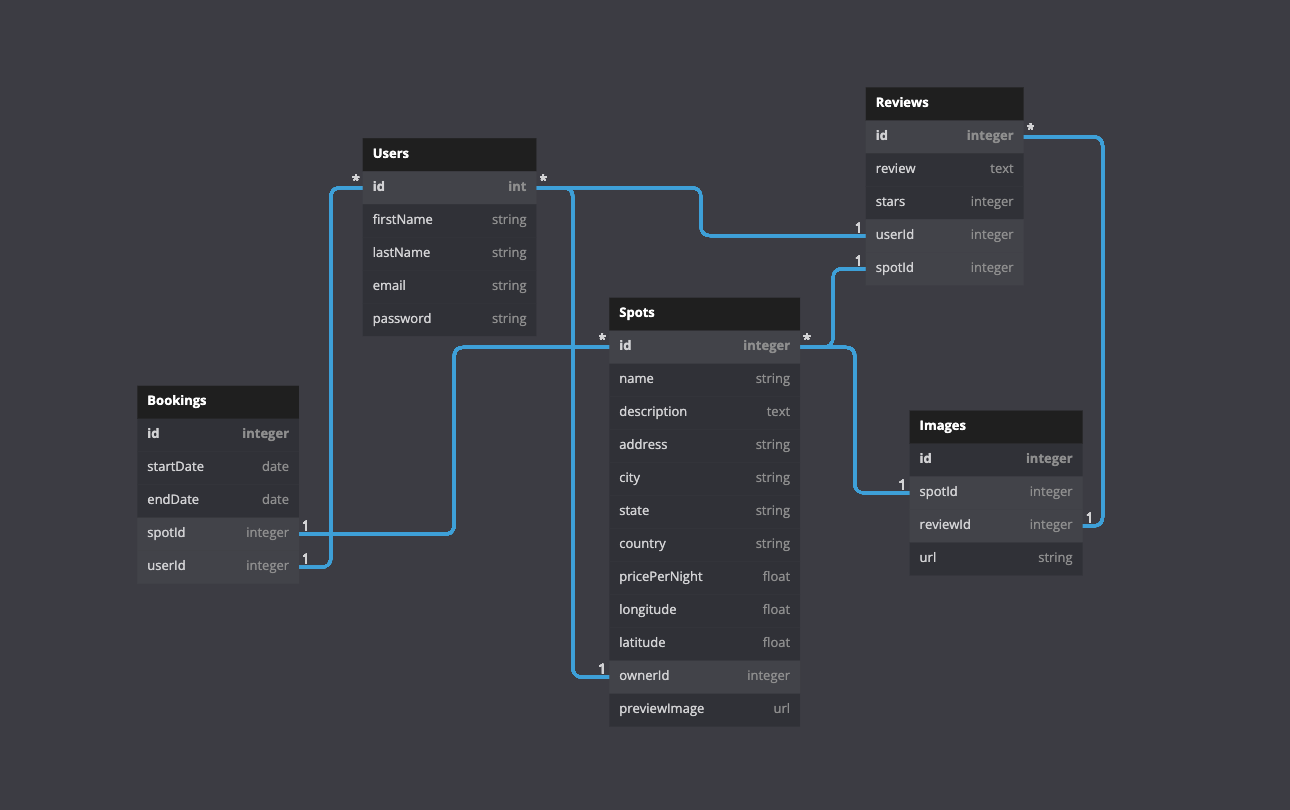 Reviews
id integer
review text
stars integer
userId integer
spotId integer
Users
id int
firstName string
lastName string
email string
password string
Spots
id integer
name string
description text
address string
city string
state string
country string
pricePerNight float
longitude float
latitude float
ownerId integer
previewImage url
Bookings
id integer
startDate date
endDate date
spotId integer
userId integer
Images
id integer
spotId integer
reviewId integer
url string
*
*
*
1
1
*
*
1
1
1
1
1